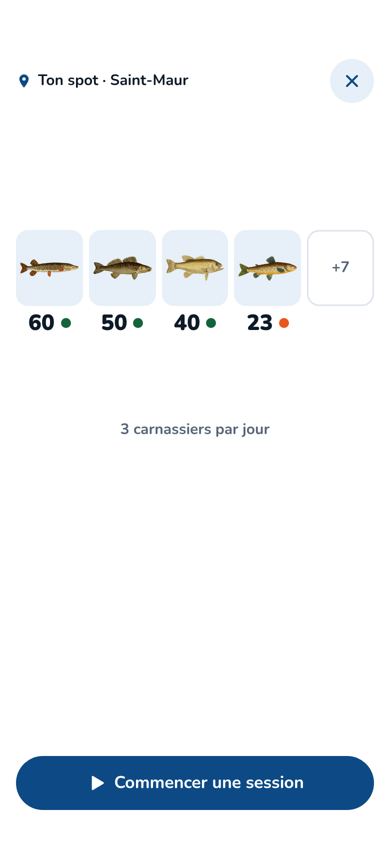 Ton spot · Saint-Maur
+7
60
50
40
23
3 carnassiers par jour
Commencer une session